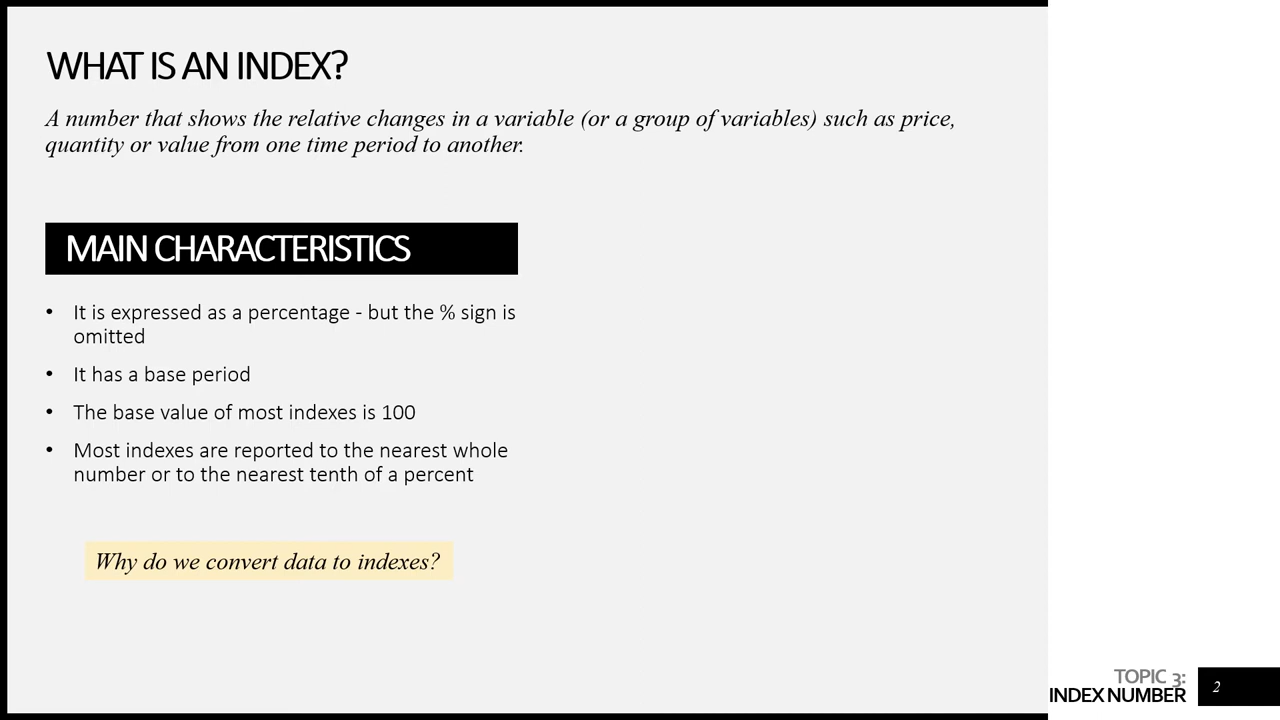 WHAT IS AN INDEX?
A number that shows the relative changes in a variable (or a group of variables) such as price,
quantity or value from one time period to another.
MAIN CHARACTERISTICS
• It is expressed as a percentage - but the % sign is
omitted
• It has a base period
• The base value of most indexes is 100
• Most indexes are reported to the nearest whole
number or to the nearest tenth of a percent
Why do we convert data to indexes?
TOPIC 3:
INDEX NUMBER
2